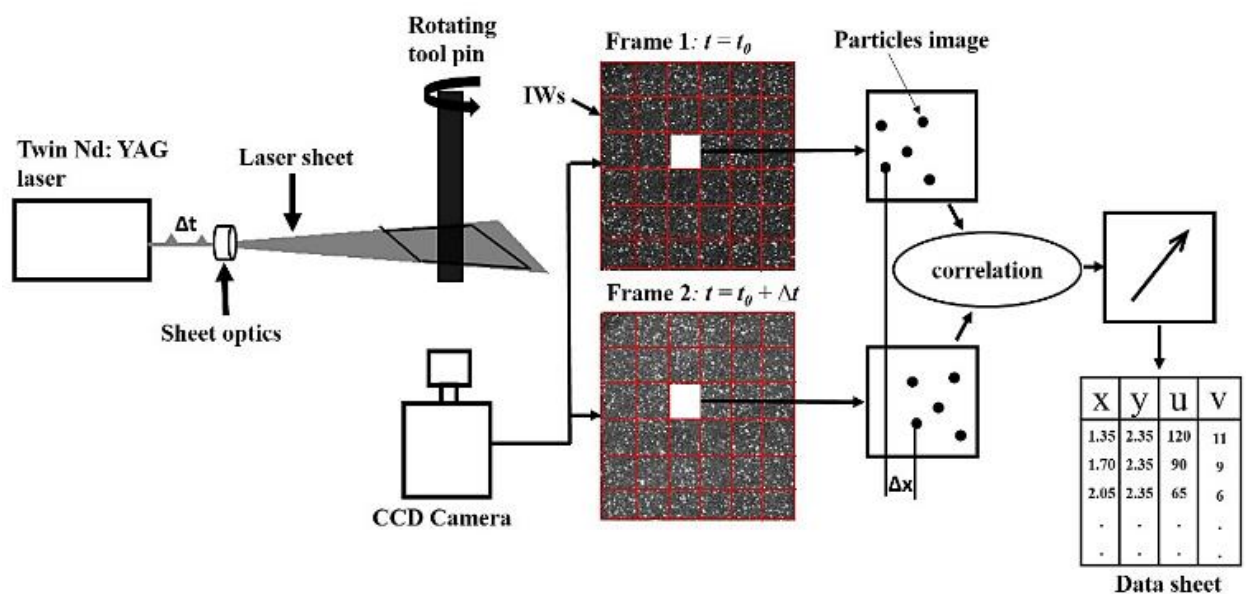 Rotating
tool pin
Frame 1: t = t₀
Particles image
IWs
Twin Nd: YAG
laser
Laser sheet
Δt
Sheet optics
correlation
Frame 2: t = t₀ + Δt
CCD Camera
Δx
x y u v
1.35 2.35 120 11
1.70 2.35 90 9
2.05 2.35 65 6
. . . .
. . . .
Data sheet